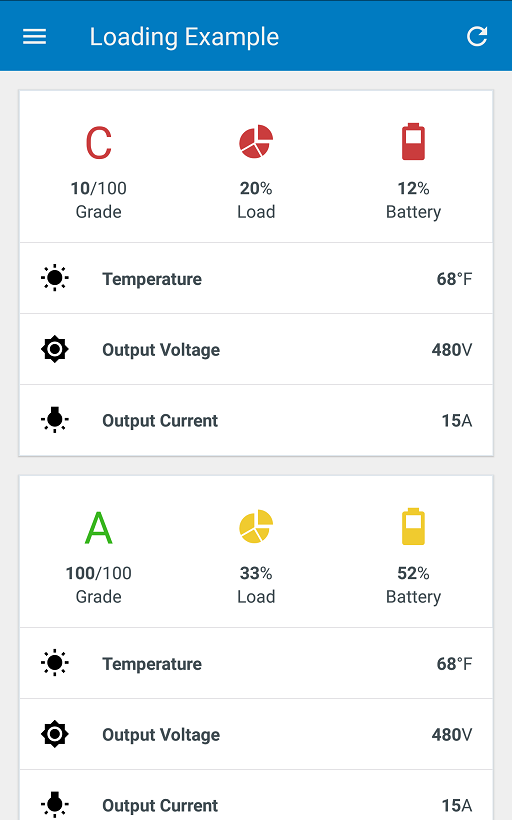 Loading Example
C
10/100 20% 12%
Grade Load Battery
Temperature 68°F
Output Voltage 480V
Output Current 15A
A
100/100 33% 52%
Grade Load Battery
Temperature 68°F
Output Voltage 480V
Output Current 15A